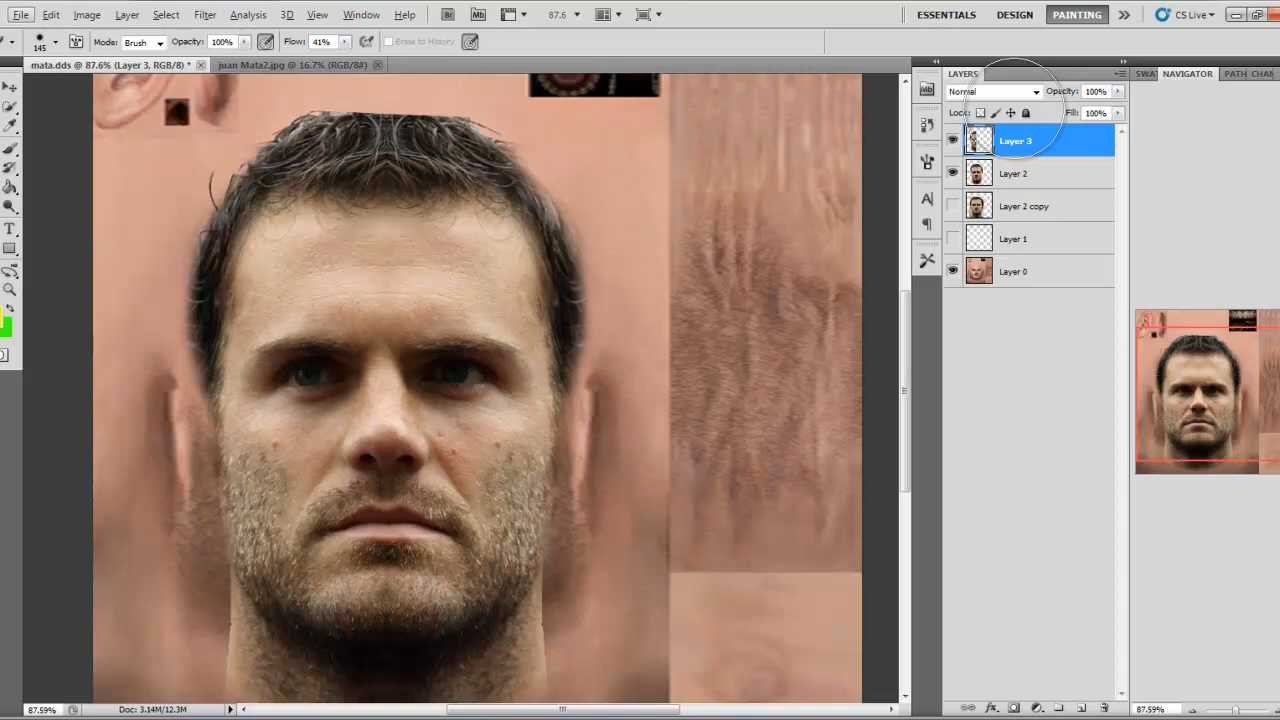 File Edit Image Layer Select Filter Analysis 3D View Window Help Br Mb 87.6 ESSENTIALS DESIGN PAINTING CS Live
145 Mode: Brush Opacity: 100% Flow: 41% Erase to History
mata.dds @ 87.6% (Layer 3, RGB/8) * juan Mata2.jpg @ 16.7% (RGB/8#)
LAYERS SWA NAVIGATOR PATH CHAN
Normal Opacity: 100%
Lock: Fill: 100%
Layer 3
Layer 2
Layer 2 copy
Layer 1
Layer 0
87.59% Doc: 3.14M/12.3M 87.59%